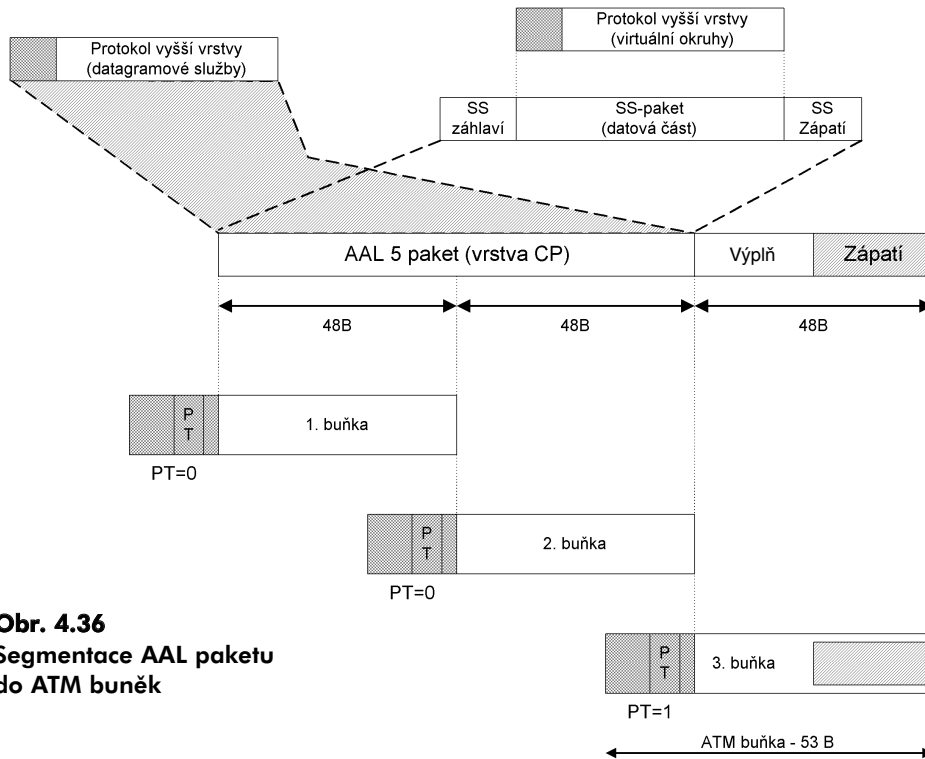 Protokol vyšší vrstvy
(datagramové služby)
Protokol vyšší vrstvy
(virtuální okruhy)
SS
záhlaví
SS-paket
(datová část)
SS
Zápatí
AAL 5 paket (vrstva CP)
Výplň
Zápatí
48B
48B
48B
P
T
1. buňka
PT=0
P
T
2. buňka
PT=0
P
T
3. buňka
PT=1
ATM buňka - 53 B
Obr. 4.36
Segmentace AAL paketu
do ATM buněk